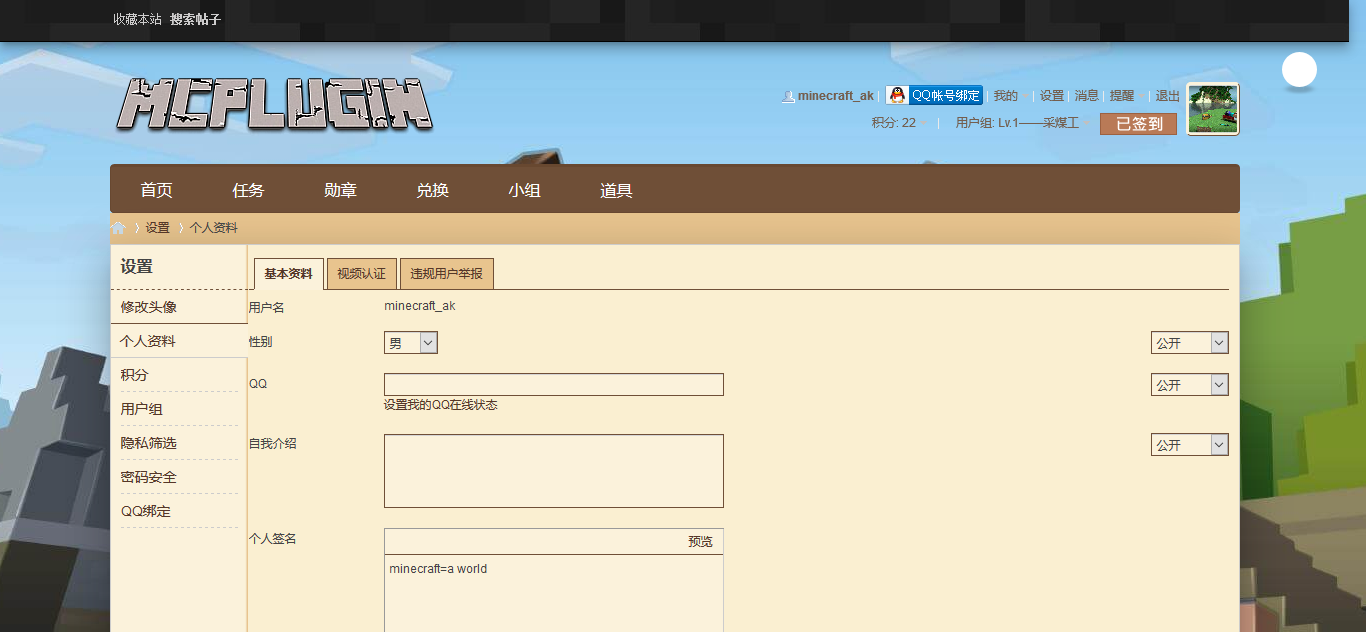 收藏本站 搜索帖子
MCPLUGIN
minecraft_ak | QQ帐号绑定 | 我的 | 设置 | 消息 | 提醒 | 退出
积分: 22 | 用户组: Lv.1——采煤工 已签到
首页 任务 勋章 兑换 小组 道具
设置 个人资料
设置
修改头像
个人资料
积分
用户组
隐私筛选
密码安全
QQ绑定
基本资料 视频认证 违规用户举报
用户名 minecraft_ak
性别 男 公开
QQ 公开
设置我的QQ在线状态
自我介绍 公开
个人签名 预览
minecraft=a world